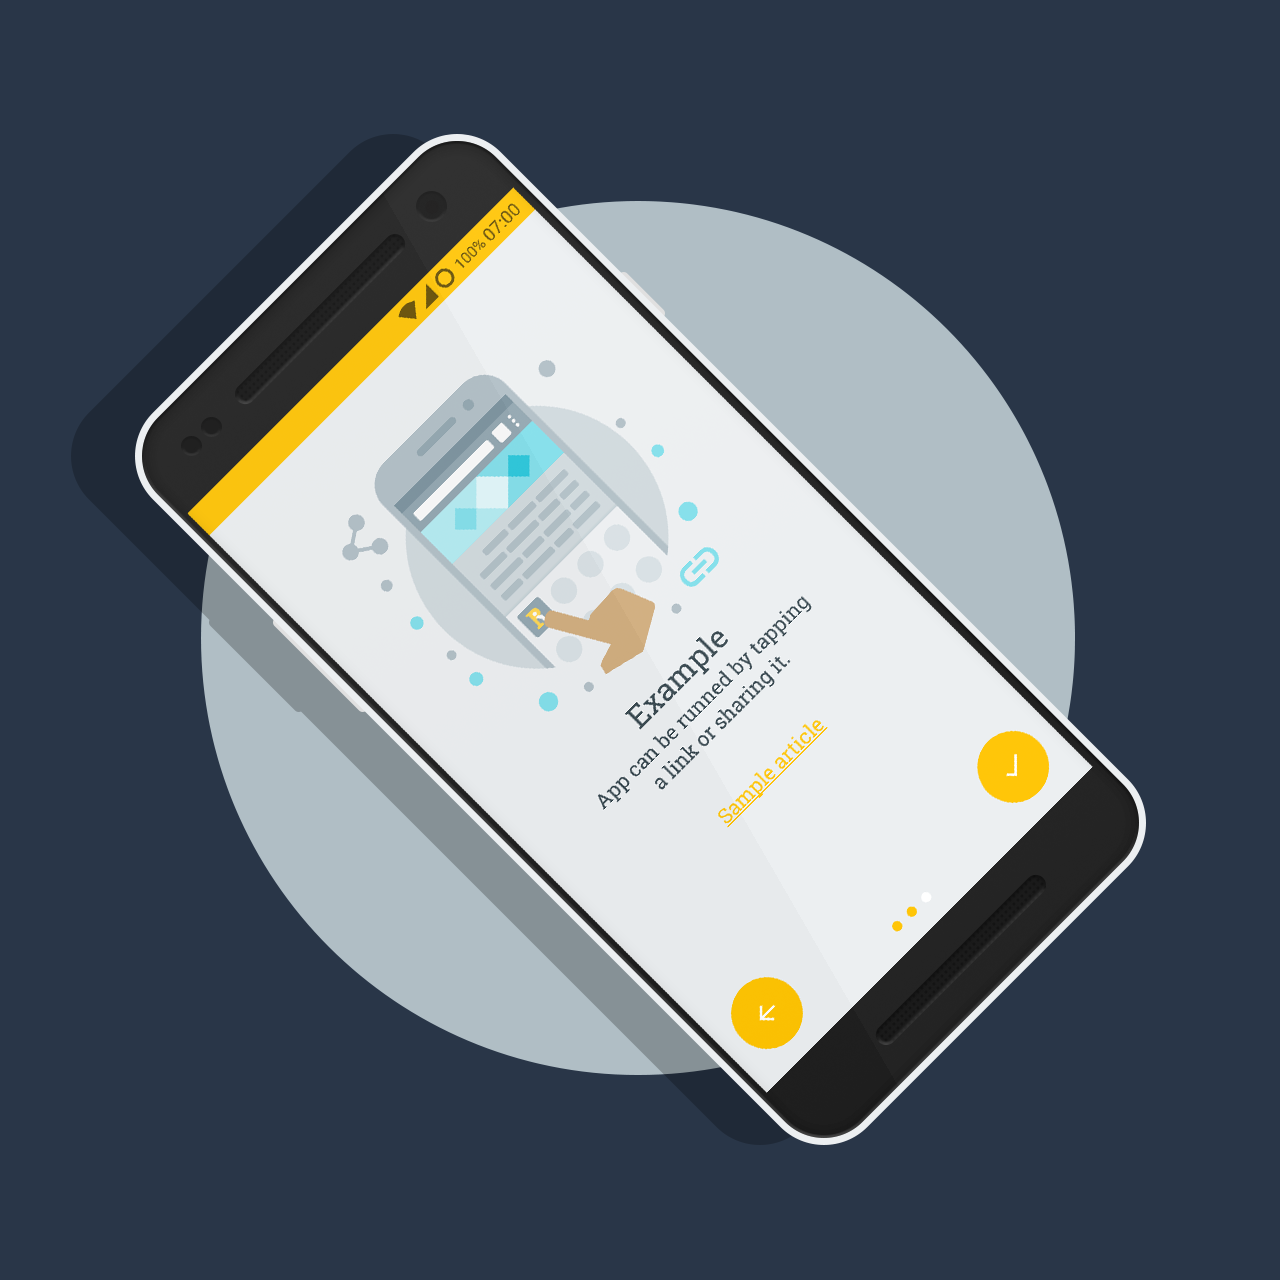 100% 07:00
B
Example
App can be runned by tapping
a link or sharing it.
Sample article